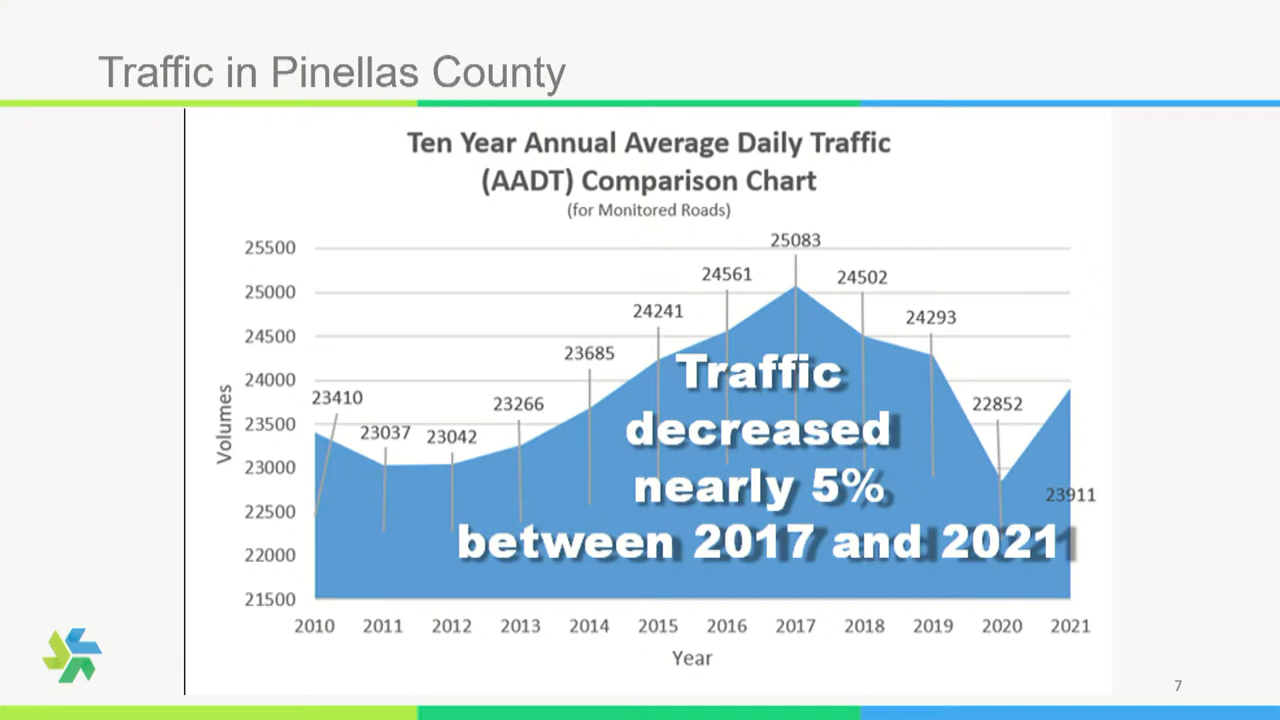 Traffic in Pinellas County
Ten Year Annual Average Daily Traffic
(AADT) Comparison Chart
(for Monitored Roads)
25500
25000
24500
24000
23500
23000
22500
22000
21500
Volumes
23410
23037
23042
23266
23685
24241
24561
25083
24502
24293
22852
23911
Traffic
decreased
nearly 5%
between 2017 and 2021
2010 2011 2012 2013 2014 2015 2016 2017 2018 2019 2020 2021
Year
7